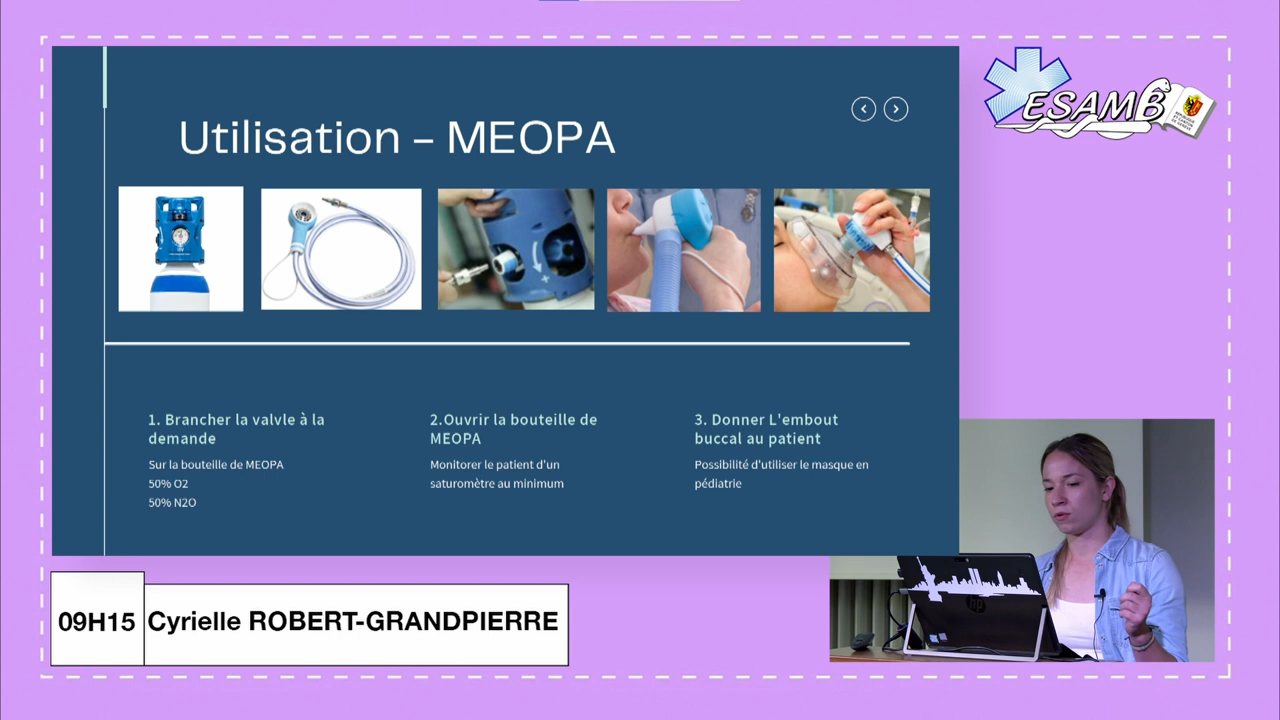 Utilisation – MEOPA
1. Brancher la valvle à la
demande
Sur la bouteille de MEOPA
50% O2
50% N2O
2.Ouvrir la bouteille de
MEOPA
Monitorer le patient d'un
saturomètre au minimum
3. Donner L'embout
buccal au patient
Possibilité d'utiliser le masque en
pédiatrie
ESAMB
09H15
Cyrielle ROBERT-GRANDPIERRE
hp